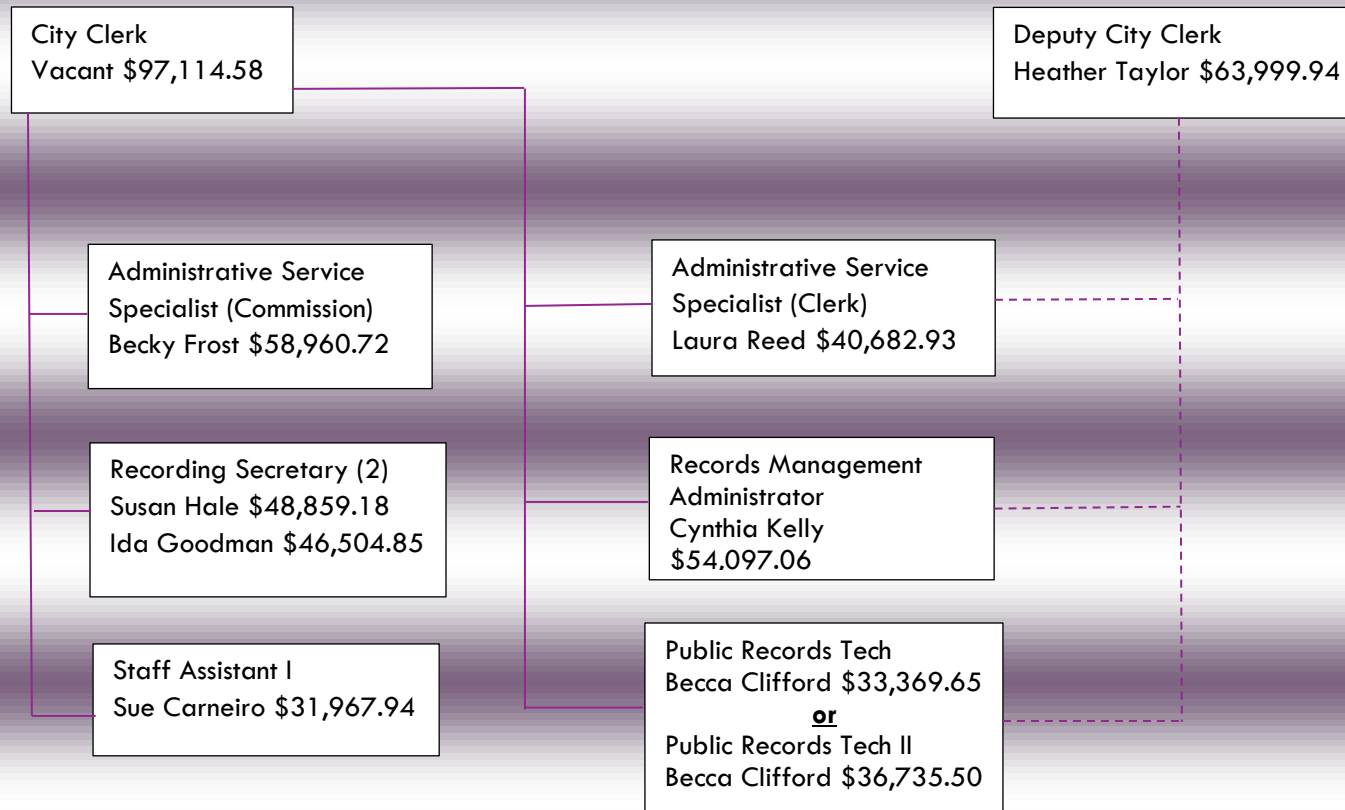 City Clerk
Vacant $97,114.58
Deputy City Clerk
Heather Taylor $63,999.94
Administrative Service
Specialist (Commission)
Becky Frost $58,960.72
Administrative Service
Specialist (Clerk)
Laura Reed $40,682.93
Recording Secretary (2)
Susan Hale $48,859.18
Ida Goodman $46,504.85
Records Management
Administrator
Cynthia Kelly
$54,097.06
Staff Assistant I
Sue Carneiro $31,967.94
Public Records Tech
Becca Clifford $33,369.65
or
Public Records Tech II
Becca Clifford $36,735.50